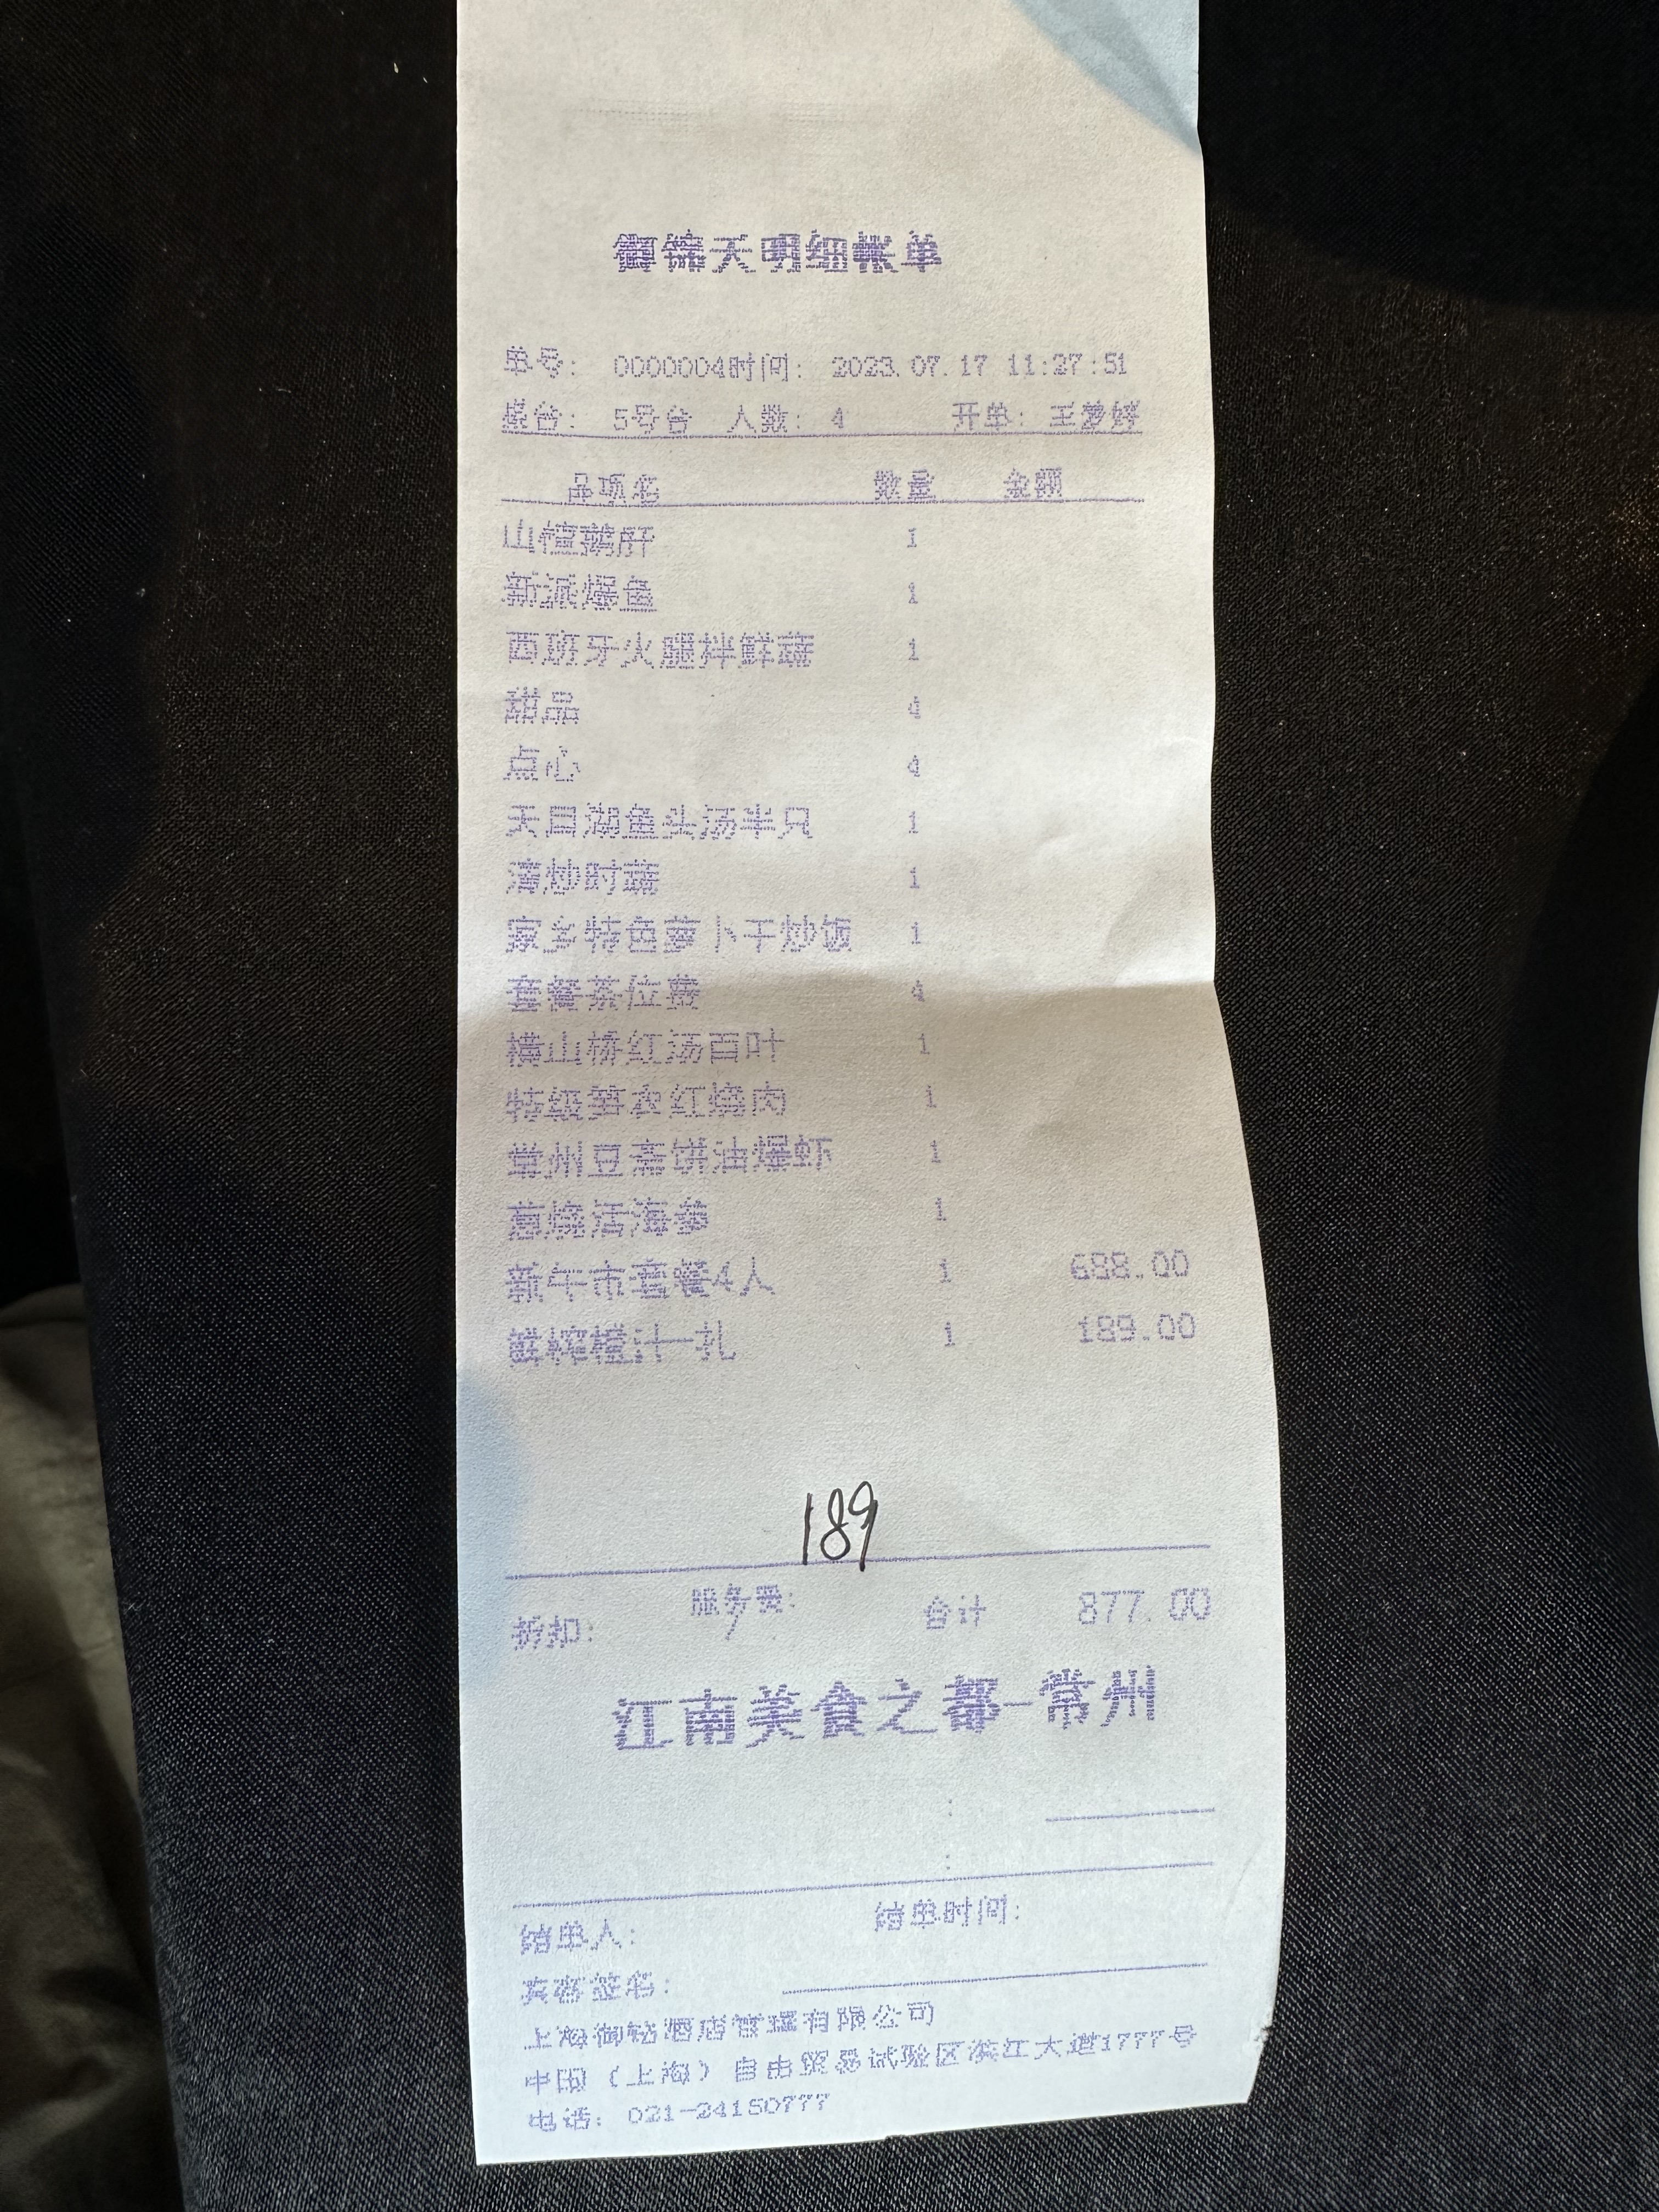 御锦天明细帐单
单号: 0000004时间: 2023.07.17 11:27:51
桌台: 5号台 人数: 4 开单: 王梦婷
品项名 数量 金额
山楂鹅肝 1
新派爆鱼 1
西班牙火腿拌鲜蔬 1
甜品 4
点心 4
天目湖鱼头汤半只 1
清炒时蔬 1
家乡特色萝卜干炒饭 1
套餐茶位费 4
横山桥红汤百叶 1
特级笋衣红烧肉 1
常州豆斋饼油爆虾 1
葱烧活海参 1
新午市套餐4人 1 688.00
鲜榨橙汁一扎 1 189.00
189
折扣: 服务费: 合计 877.00
江南美食之都-常州
:
:
结单人: 结单时间:
宾客签名:
上海御钻酒店管理有限公司
中国(上海)自由贸易试验区滨江大道1777号
电话: 021-24150777